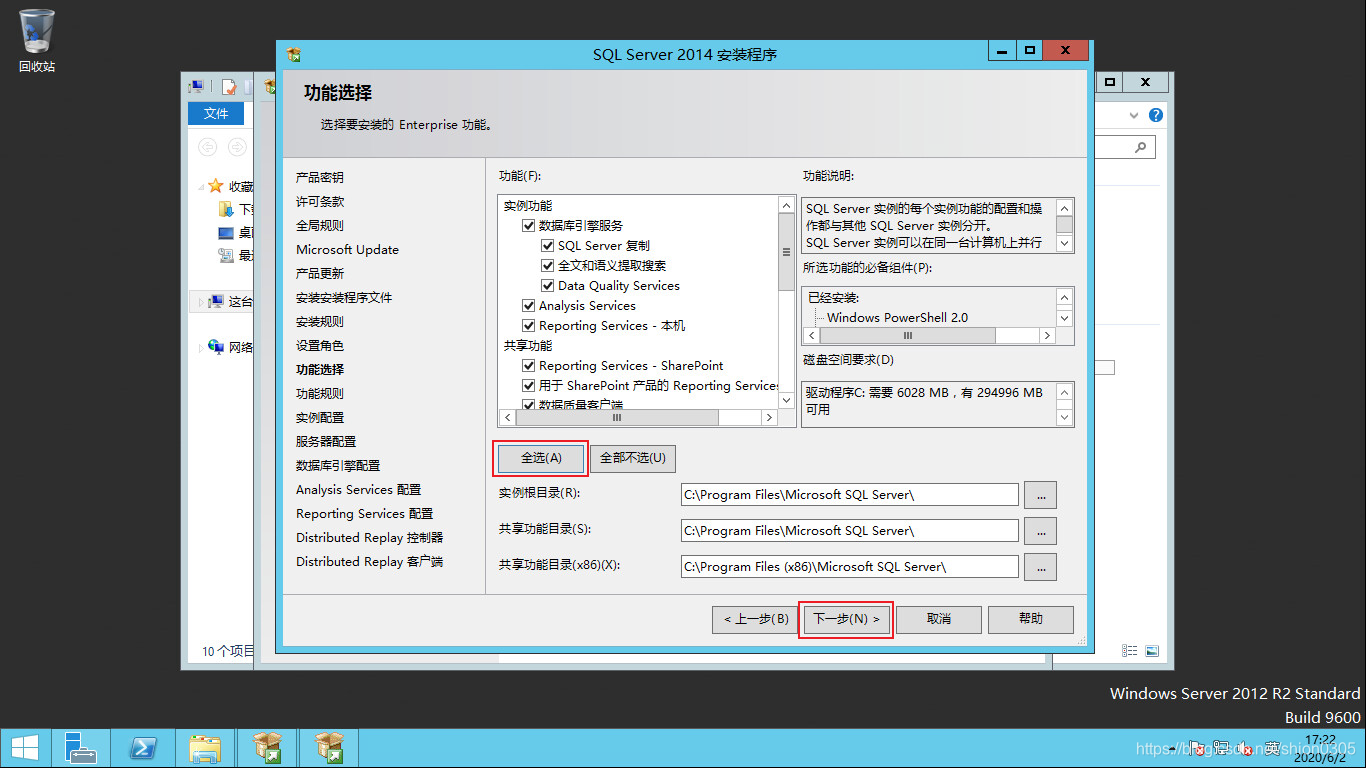 回收站
SQL Server 2014 安装程序
文件
收藏
下
桌
最
这台
网络
10 个项目
功能选择
选择要安装的 Enterprise 功能。
产品密钥
许可条款
全局规则
Microsoft Update
产品更新
安装安装程序文件
安装规则
设置角色
功能选择
功能规则
实例配置
服务器配置
数据库引擎配置
Analysis Services 配置
Reporting Services 配置
Distributed Replay 控制器
Distributed Replay 客户端
功能(F):
实例功能
数据库引擎服务
SQL Server 复制
全文和语义提取搜索
Data Quality Services
Analysis Services
Reporting Services - 本机
共享功能
Reporting Services - SharePoint
用于 SharePoint 产品的 Reporting Services
数据质量客户端
功能说明:
SQL Server 实例的每个实例功能的配置和操
作都与其他 SQL Server 实例分开。
SQL Server 实例可以在同一台计算机上并行
所选功能的必备组件(P):
已经安装:
Windows PowerShell 2.0
磁盘空间要求(D)
驱动程序C: 需要 6028 MB，有 294996 MB
可用
全选(A)
全部不选(U)
实例根目录(R):
C:\Program Files\Microsoft SQL Server\
...
共享功能目录(S):
C:\Program Files\Microsoft SQL Server\
...
共享功能目录(x86)(X):
C:\Program Files (x86)\Microsoft SQL Server\
...
< 上一步(B)
下一步(N) >
取消
帮助
Windows Server 2012 R2 Standard
Build 9600
英
17:22
2020/6/2
https://blog.csdn.net/shion0305